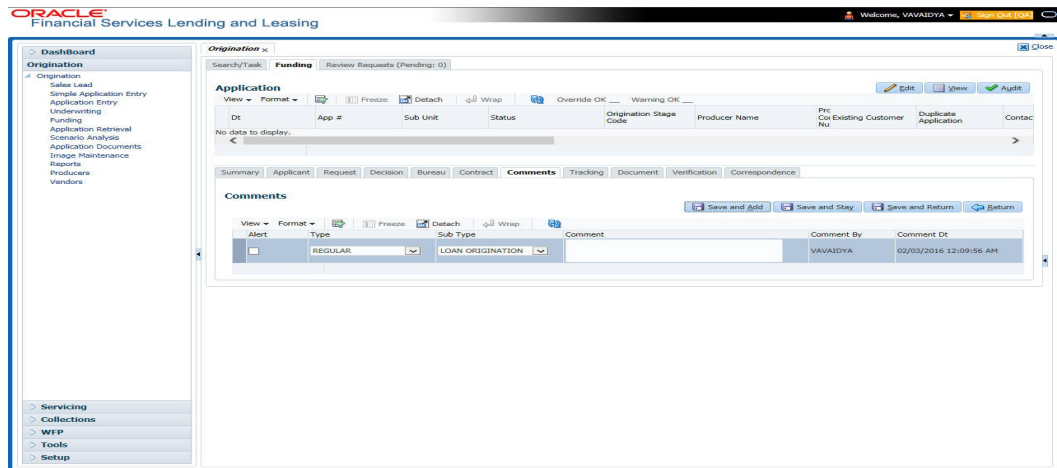 ORACLE®
Financial Services Lending and Leasing
Welcome, VAVAIDYA Sign Out [QA]
DashBoard
Origination
Origination
Sales Lead
Simple Application Entry
Application Entry
Underwriting
Funding
Application Retrieval
Scenario Analysis
Application Documents
Image Maintenance
Reports
Producers
Vendors
Servicing
Collections
WFP
Tools
Setup
Origination x
Close
Search/Task Funding Review Requests (Pending: 0)
Application
Edit View Audit
View Format Freeze Detach Wrap Override OK __ Warning OK __
Dt App # Sub Unit Status Origination Stage Code Producer Name Prc Co Nu Existing Customer Duplicate Application Contac
No data to display.
Summary Applicant Request Decision Bureau Contract Comments Tracking Document Verification Correspondence
Comments
Save and Add Save and Stay Save and Return Return
View Format Freeze Detach Wrap
Alert Type Sub Type Comment Comment By Comment Dt
REGULAR LOAN ORIGINATION VAVAIDYA 02/03/2016 12:09:56 AM